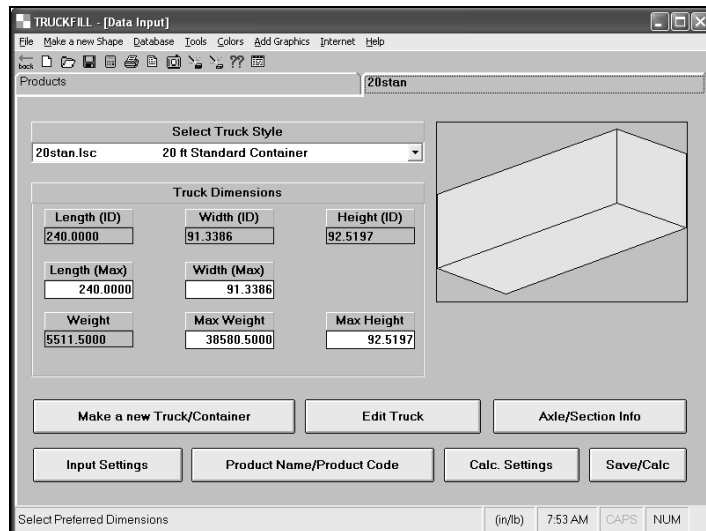 TRUCKFILL - [Data Input]
File Make a new Shape Database Tools Colors Add Graphics Internet Help
back ??
Products 20stan
Select Truck Style
20stan.lsc 20 ft Standard Container
Truck Dimensions
Length (ID) Width (ID) Height (ID)
240.0000 91.3386 92.5197
Length (Max) Width (Max)
240.0000 91.3386
Weight Max Weight Max Height
5511.5000 38580.5000 92.5197
Make a new Truck/Container Edit Truck Axle/Section Info
Input Settings Product Name/Product Code Calc. Settings Save/Calc
Select Preferred Dimensions (in/lb) 7:53 AM CAPS NUM